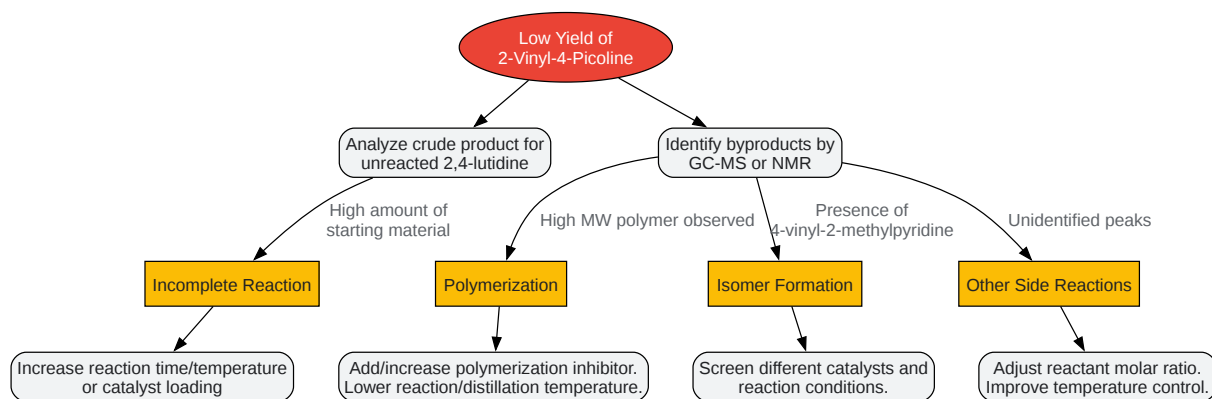 Low Yield of
2-Vinyl-4-Picoline
Analyze crude product for
unreacted 2,4-lutidine
Identify byproducts by
GC-MS or NMR
High amount of
starting material
High MW polymer observed
Presence of
4-vinyl-2-methylpyridine
Unidentified peaks
Incomplete Reaction
Polymerization
Isomer Formation
Other Side Reactions
Increase reaction time/temperature
or catalyst loading
Add/increase polymerization inhibitor.
Lower reaction/distillation temperature.
Screen different catalysts and
reaction conditions.
Adjust reactant molar ratio.
Improve temperature control.